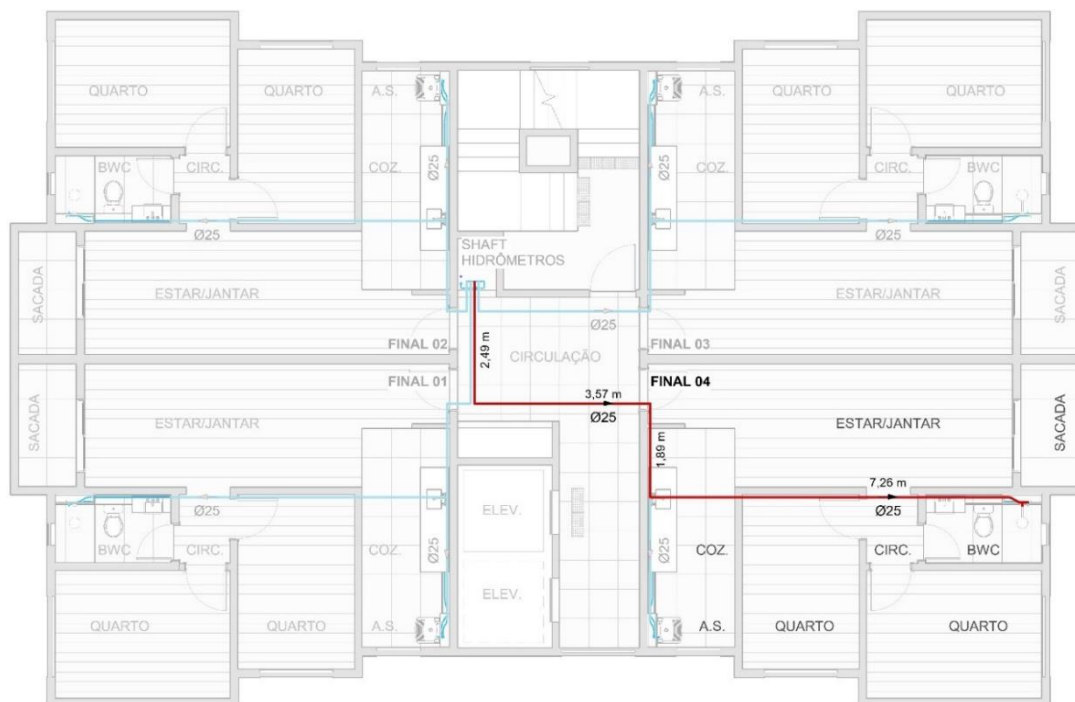 QUARTO
QUARTO
A.S.
A.S.
QUARTO
QUARTO
BWC
CIRC.
COZ.
Ø25
Ø25
COZ.
CIRC.
BWC
Ø25
Ø25
SHAFT
HIDRÔMETROS
SACADA
ESTAR/JANTAR
ESTAR/JANTAR
SACADA
Ø25
FINAL 02
2,49 m
CIRCULAÇÃO
FINAL 03
FINAL 01
FINAL 04
3,57 m
Ø25
SACADA
ESTAR/JANTAR
1,89 m
ESTAR/JANTAR
SACADA
7,26 m
Ø25
ELEV.
Ø25
BWC
CIRC.
COZ.
Ø25
Ø25
COZ.
CIRC.
BWC
ELEV.
QUARTO
QUARTO
A.S.
A.S.
QUARTO
QUARTO